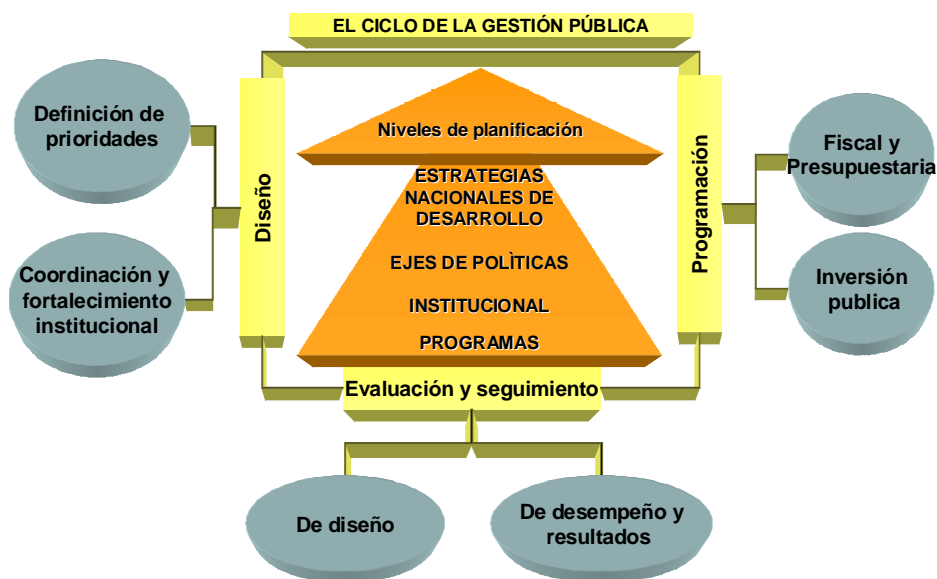 EL CICLO DE LA GESTIÓN PÚBLICA
Definición de
prioridades
Coordinación y
fortalecimiento
institucional
Diseño
Niveles de planificación
ESTRATEGIAS
NACIONALES DE
DESARROLLO
EJES DE POLÌTICAS
INSTITUCIONAL
PROGRAMAS
Programación
Fiscal y
Presupuestaria
Inversión
publica
Evaluación y seguimiento
De diseño
De desempeño y
resultados